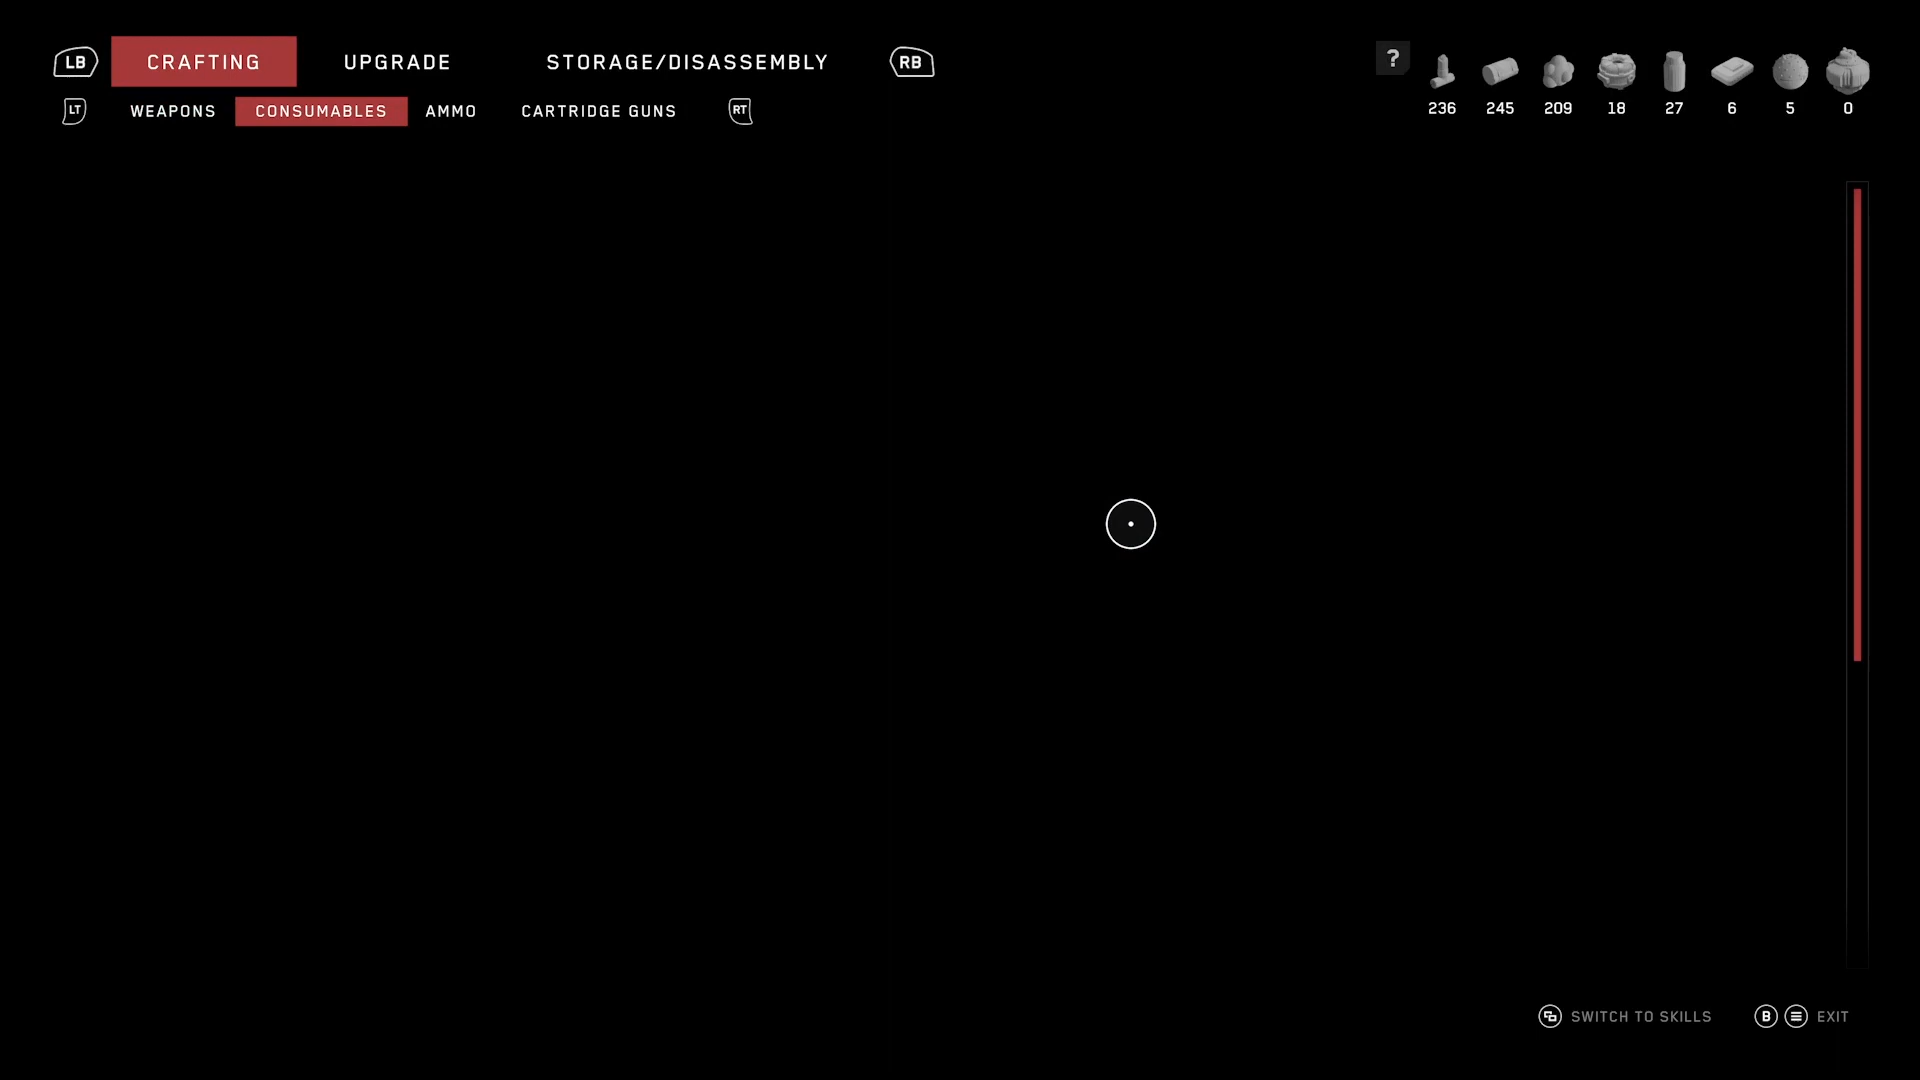 LB CRAFTING UPGRADE STORAGE/DISASSEMBLY RB ?
LT WEAPONS CONSUMABLES AMMO CARTRIDGE GUNS RT
236 245 209 18 27 6 5 0
SWITCH TO SKILLS B EXIT